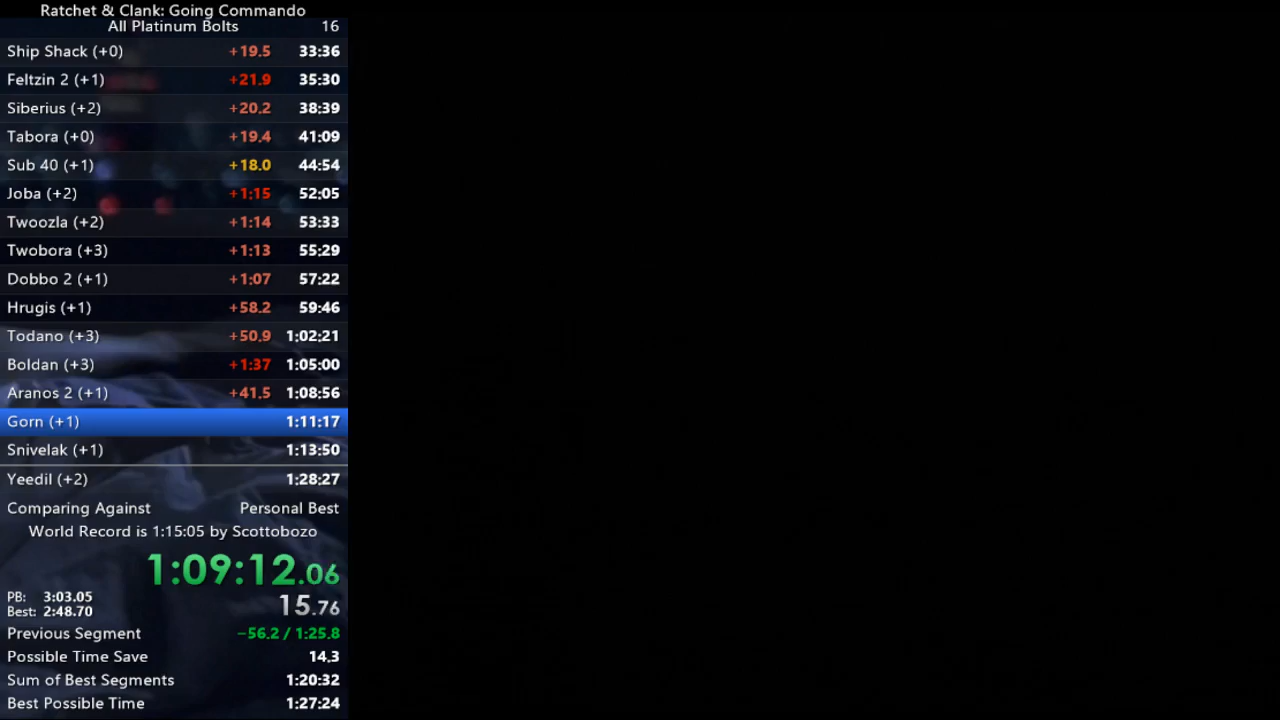 Ratchet & Clank: Going Commando
All Platinum Bolts 16
Ship Shack (+0) +19.5 33:36
Feltzin 2 (+1) +21.9 35:30
Siberius (+2) +20.2 38:39
Tabora (+0) +19.4 41:09
Sub 40 (+1) +18.0 44:54
Joba (+2) +1:15 52:05
Twoozla (+2) +1:14 53:33
Twobora (+3) +1:13 55:29
Dobbo 2 (+1) +1:07 57:22
Hrugis (+1) +58.2 59:46
Todano (+3) +50.9 1:02:21
Boldan (+3) +1:37 1:05:00
Aranos 2 (+1) +41.5 1:08:56
Gorn (+1) 1:11:17
Snivelak (+1) 1:13:50
Yeedil (+2) 1:28:27
Comparing Against Personal Best
World Record is 1:15:05 by Scottobozo
1:09:12.06
PB: 3:03.05 15.76
Best: 2:48.70
Previous Segment −56.2 / 1:25.8
Possible Time Save 14.3
Sum of Best Segments 1:20:32
Best Possible Time 1:27:24